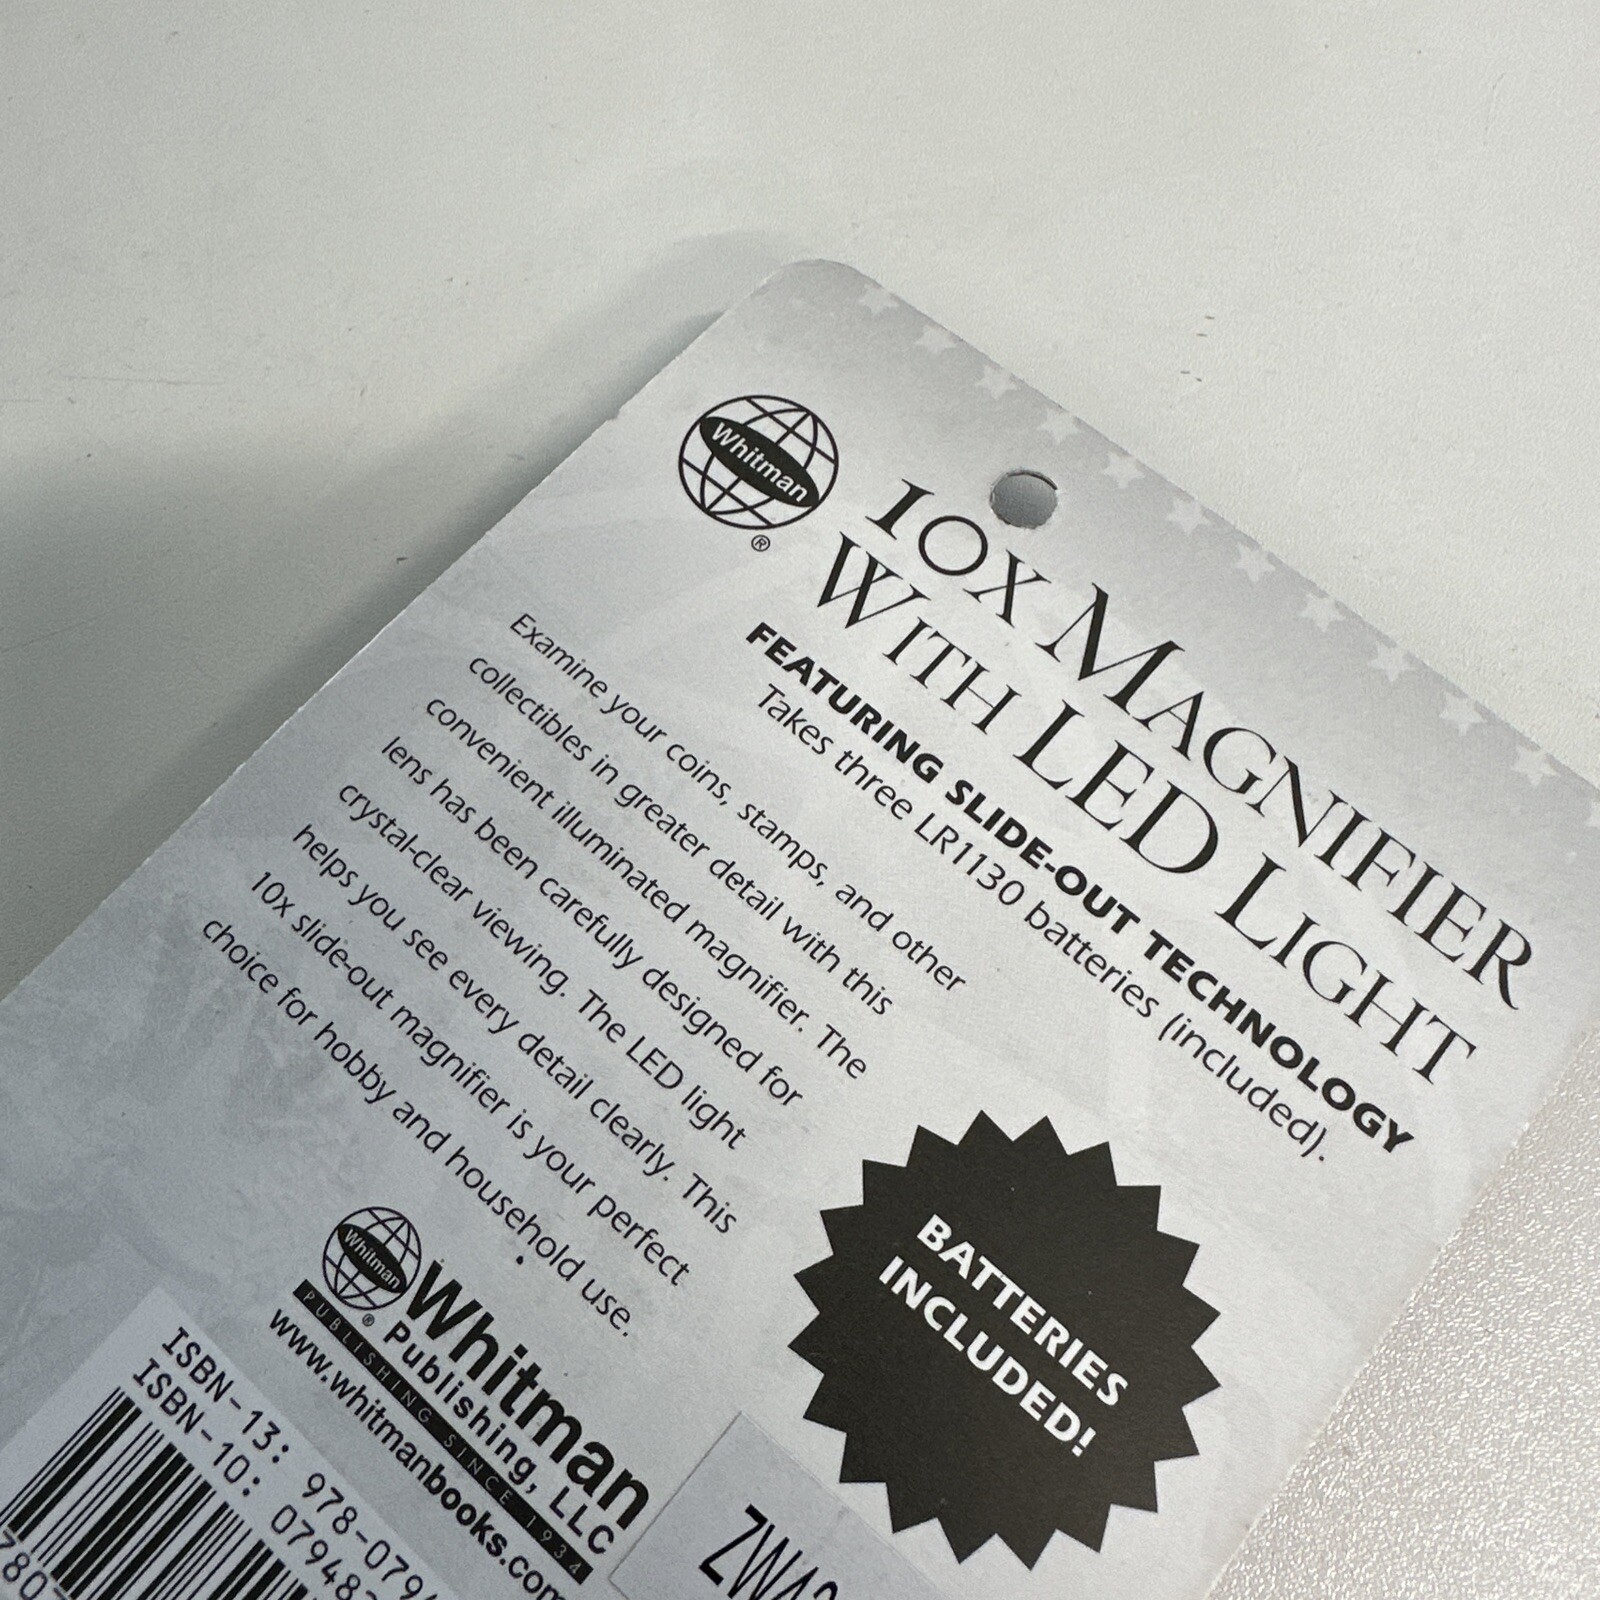 Whitman
®
10x Magnifier
With LED Light
FEATURING SLIDE-OUT TECHNOLOGY
Takes three LR1130 batteries (included).
Examine your coins, stamps, and other
collectibles in greater detail with this
convenient illuminated magnifier. The
lens has been carefully designed for
crystal-clear viewing. The LED light
helps you see every detail clearly. This
10x slide-out magnifier is your perfect
choice for hobby and household use.
BATTERIES
INCLUDED!
Whitman
®
Whitman
Publishing, LLC
PUBLISHING SINCE 1934
www.whitmanbooks.com
ISBN-13: 978-079
ISBN-10: 07948
780